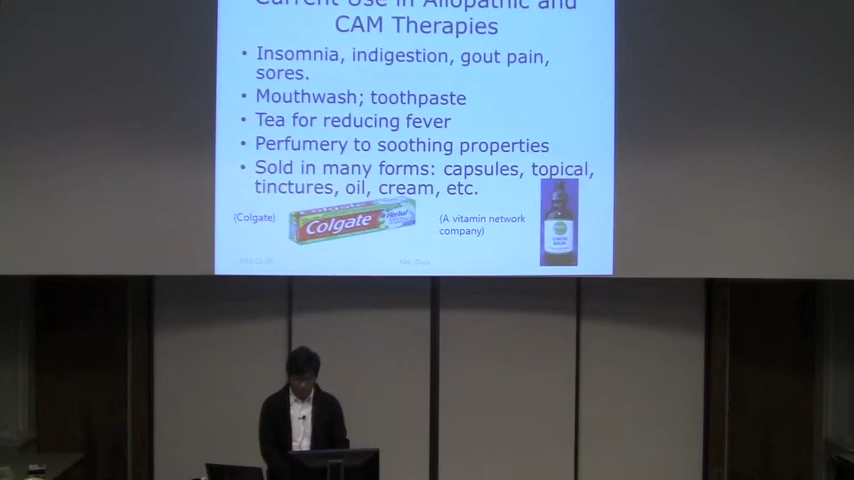 Current Use in Allopathic and
CAM Therapies
• Insomnia, indigestion, gout pain,
sores.
• Mouthwash; toothpaste
• Tea for reducing fever
• Perfumery to soothing properties
• Sold in many forms: capsules, topical,
tinctures, oil, cream, etc.
(Colgate)
Colgate
Herbal
(A vitamin network
company)
LEMON
BALM